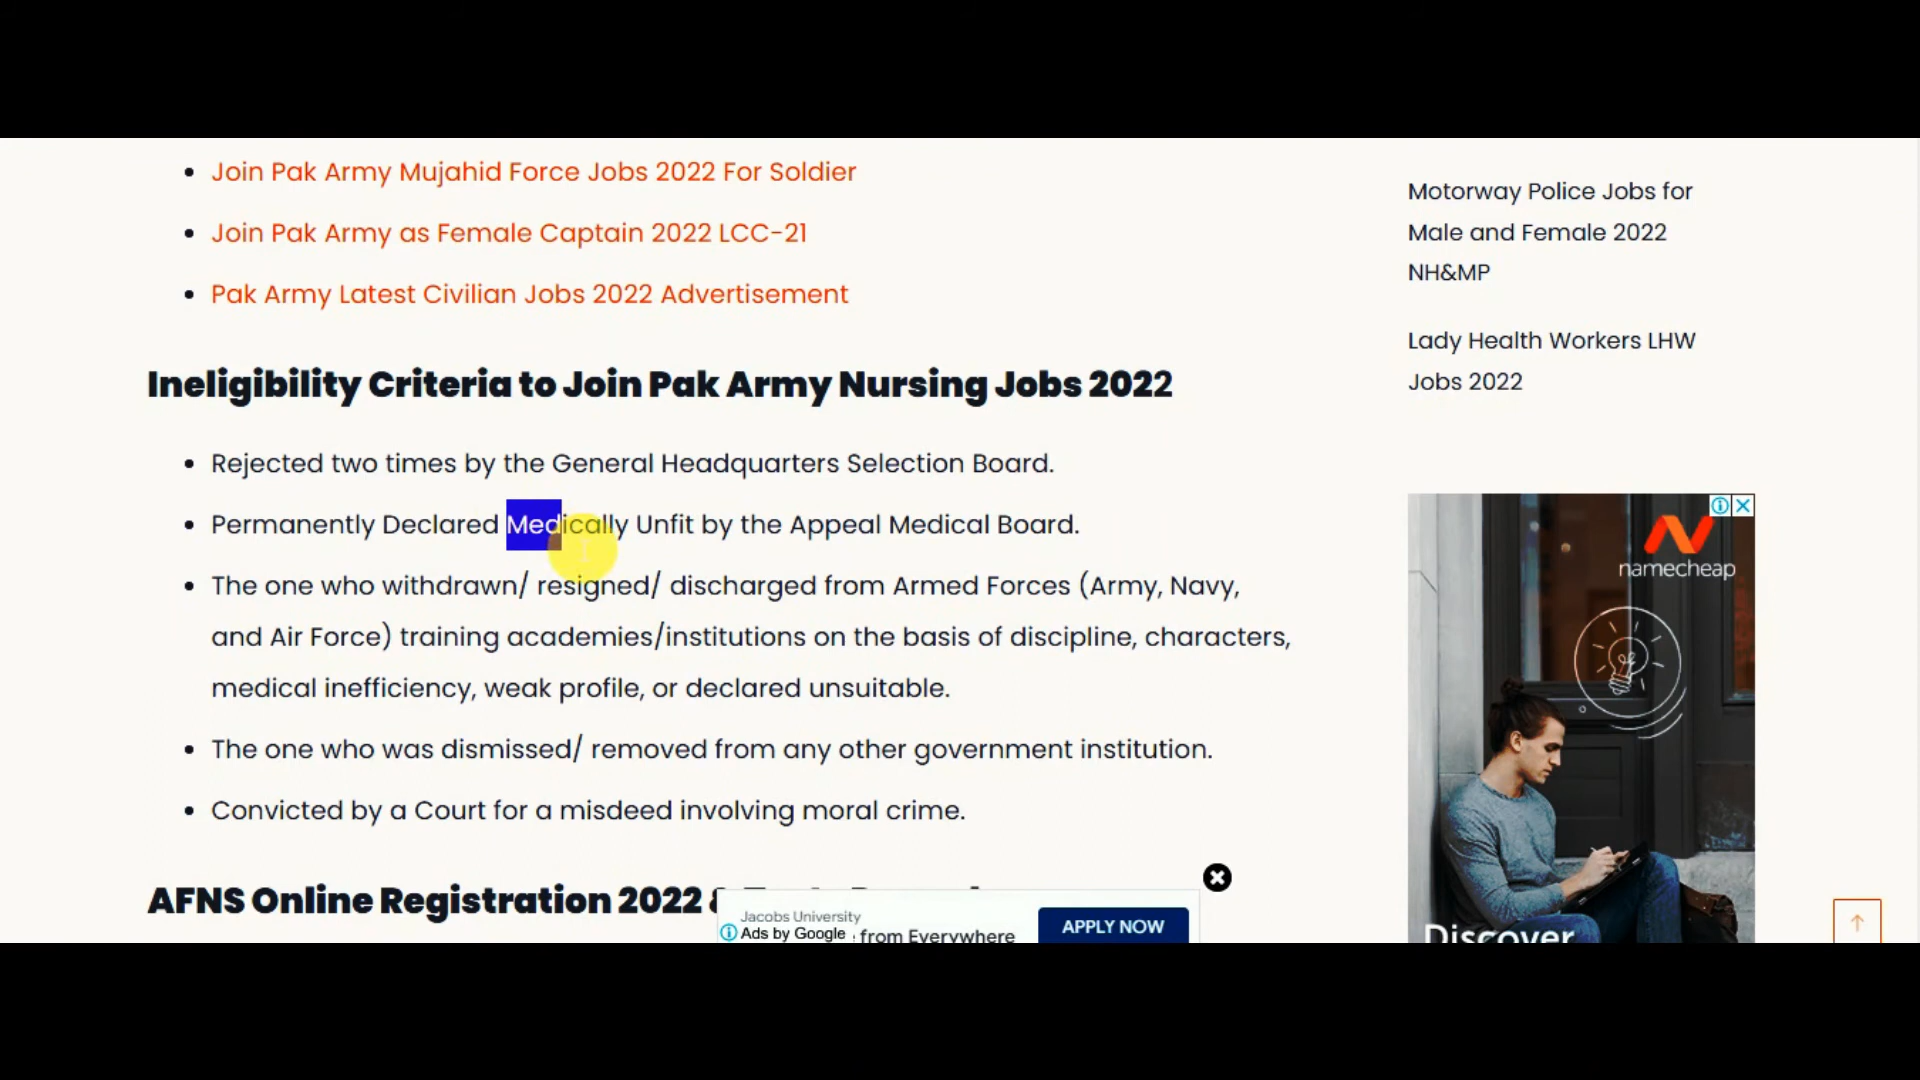 Join Pak Army Mujahid Force Jobs 2022 For Soldier
Join Pak Army as Female Captain 2022 LCC-21
Pak Army Latest Civilian Jobs 2022 Advertisement
Ineligibility Criteria to Join Pak Army Nursing Jobs 2022
Rejected two times by the General Headquarters Selection Board.
Permanently Declared Medically Unfit by the Appeal Medical Board.
The one who withdrawn/ resigned/ discharged from Armed Forces (Army, Navy,
and Air Force) training academies/institutions on the basis of discipline, characters,
medical inefficiency, weak profile, or declared unsuitable.
The one who was dismissed/ removed from any other government institution.
Convicted by a Court for a misdeed involving moral crime.
AFNS Online Registration 2022
Jacobs University
Ads by Google
from Everywhere
APPLY NOW
Motorway Police Jobs for
Male and Female 2022
NH&MP
Lady Health Workers LHW
Jobs 2022
namecheap
Discover